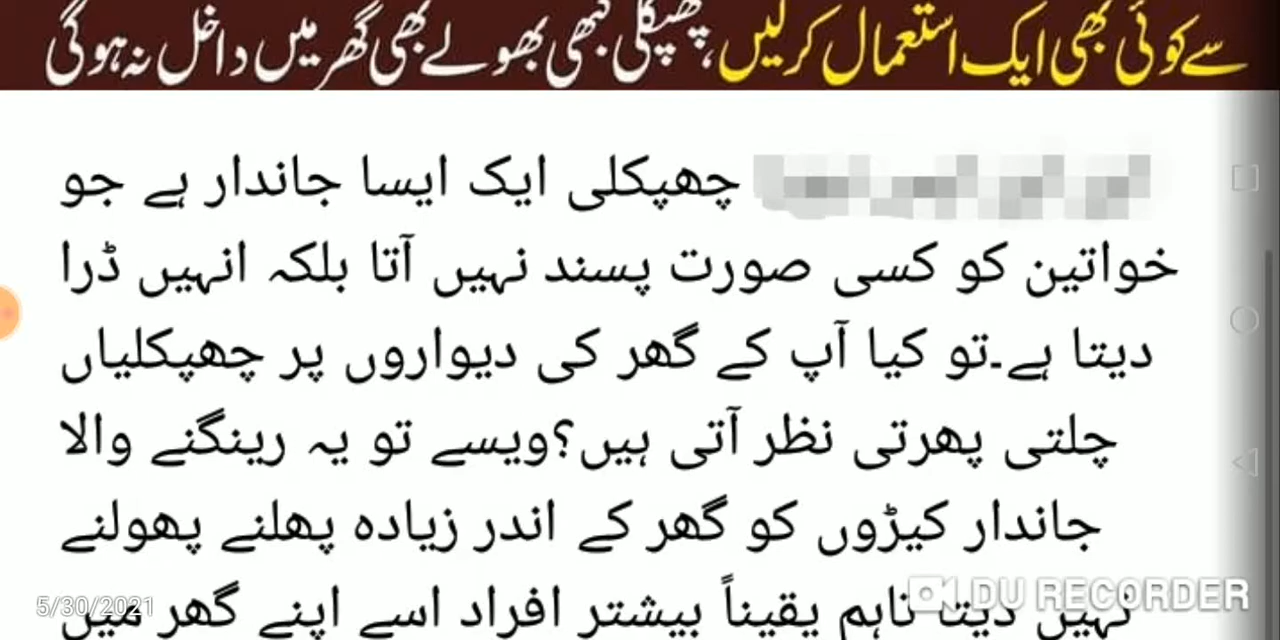 سے کوئی بھی ایک استعمال کرلیں، چھپکلی کبھی بھولے بھی گھر میں داخل نہ ہوگی
چھپکلی ایک ایسا جاندار ہے جو
خواتین کو کسی صورت پسند نہیں آتا بلکہ انہیں ڈرا
دیتا ہے۔تو کیا آپ کے گھر کی دیواروں پر چھپکلیاں
چلتی پھرتی نظر آتی ہیں؟ویسے تو یہ رینگنے والا
جاندار کیڑوں کو گھر کے اندر زیادہ پھلنے پھولنے
نہیں دیتا تاہم یقیناً بیشتر افراد اسے اپنے گھر میں
DU RECORDER
5/30/2021